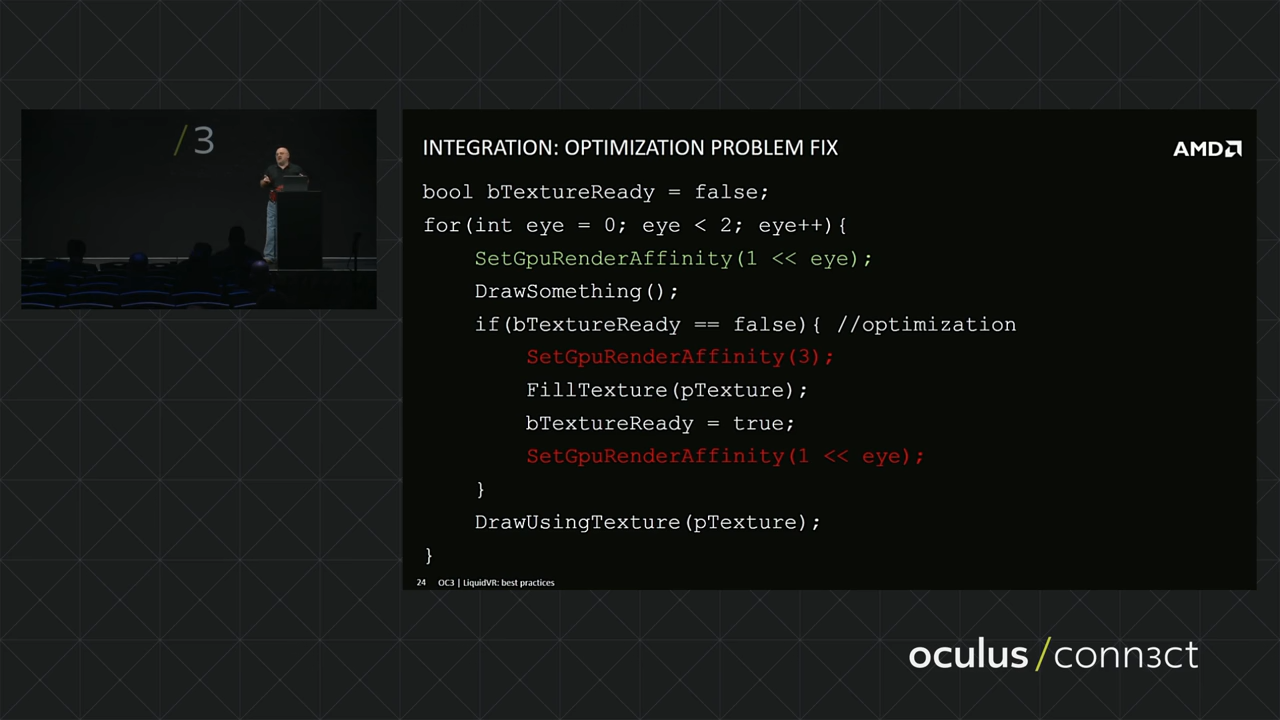 /3
INTEGRATION: OPTIMIZATION PROBLEM FIX
AMD
bool bTextureReady = false;
for(int eye = 0; eye < 2; eye++){
SetGpuRenderAffinity(1 << eye);
DrawSomething();
if(bTextureReady == false){ //optimization
SetGpuRenderAffinity(3);
FillTexture(pTexture);
bTextureReady = true;
SetGpuRenderAffinity(1 << eye);
}
DrawUsingTexture(pTexture);
}
24 OC3 | LiquidVR: best practices
oculus /conn3ct